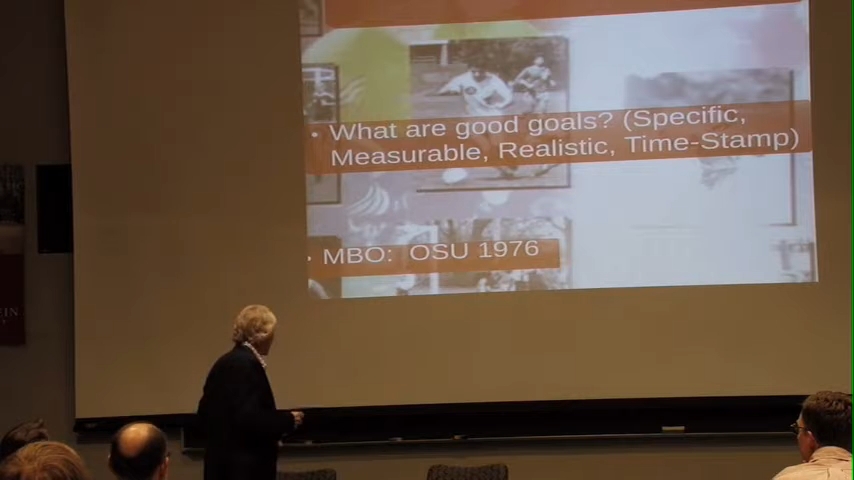 • What are good goals? (Specific,
Measurable, Realistic, Time-Stamp)
• MBO: OSU 1976